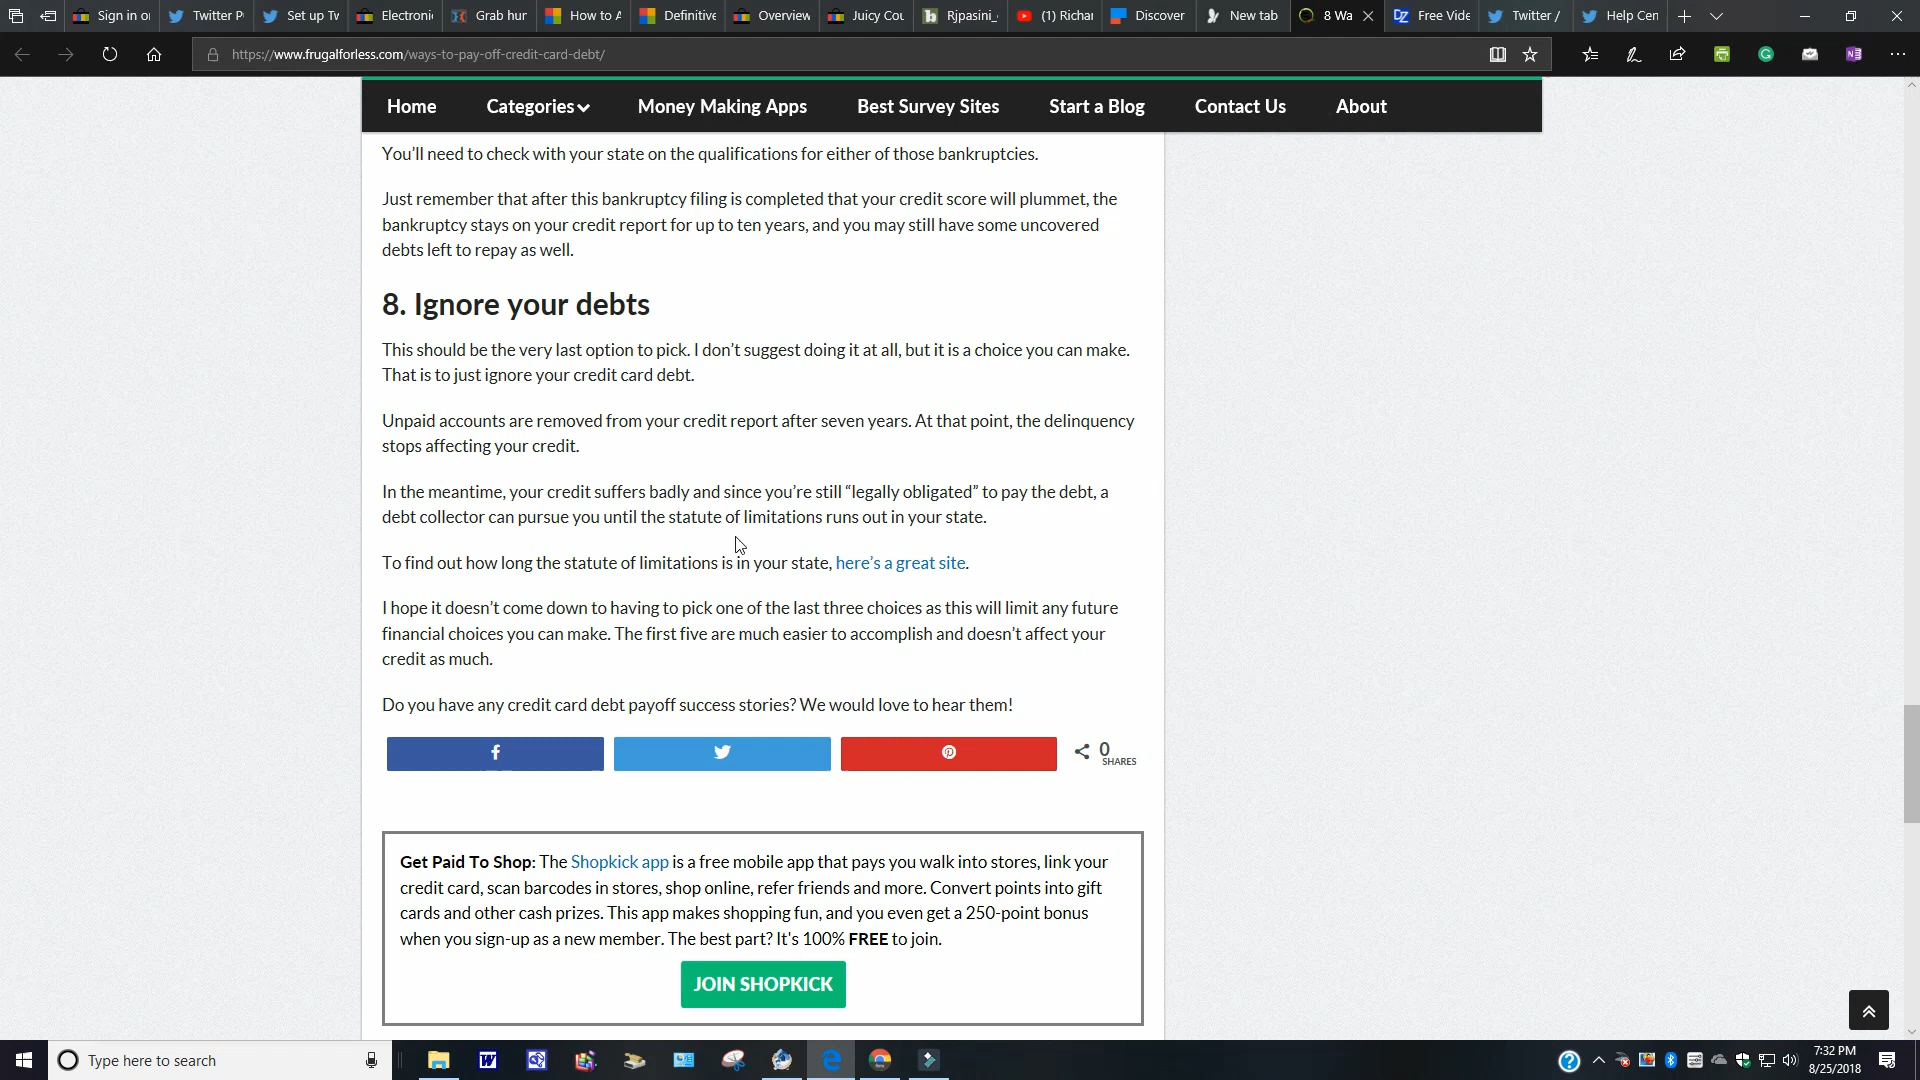 Sign in or
Twitter P
Set up Tw
Electroni
Grab hun
How to A
Definitive
Overview
Juicy Cou
Rjpasini_
(1) Richar
Discover
New tab
8 Wa
Free Vide
Twitter /
Help Cen
https://www.frugalforless.com/ways-to-pay-off-credit-card-debt/
Home Categories Money Making Apps Best Survey Sites Start a Blog Contact Us About
You’ll need to check with your state on the qualifications for either of those bankruptcies.
Just remember that after this bankruptcy filing is completed that your credit score will plummet, the
bankruptcy stays on your credit report for up to ten years, and you may still have some uncovered
debts left to repay as well.
8. Ignore your debts
This should be the very last option to pick. I don’t suggest doing it at all, but it is a choice you can make.
That is to just ignore your credit card debt.
Unpaid accounts are removed from your credit report after seven years. At that point, the delinquency
stops affecting your credit.
In the meantime, your credit suffers badly and since you’re still “legally obligated” to pay the debt, a
debt collector can pursue you until the statute of limitations runs out in your state.
To find out how long the statute of limitations is in your state, here’s a great site.
I hope it doesn’t come down to having to pick one of the last three choices as this will limit any future
financial choices you can make. The first five are much easier to accomplish and doesn’t affect your
credit as much.
Do you have any credit card debt payoff success stories? We would love to hear them!
0
SHARES
Get Paid To Shop: The Shopkick app is a free mobile app that pays you walk into stores, link your
credit card, scan barcodes in stores, shop online, refer friends and more. Convert points into gift
cards and other cash prizes. This app makes shopping fun, and you even get a 250-point bonus
when you sign-up as a new member. The best part? It's 100% FREE to join.
JOIN SHOPKICK
Type here to search
7:32 PM
8/25/2018